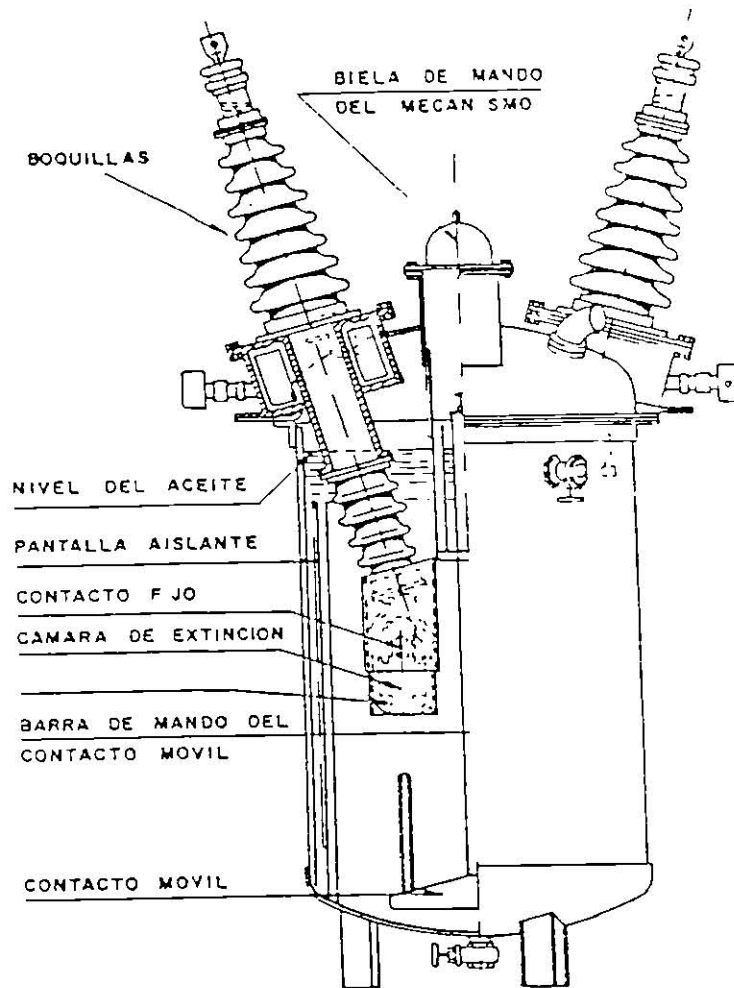 BIELA DE MANDO
DEL MECAN SMO
BOQUILLAS
NIVEL DEL ACEITE
PANTALLA AISLANTE
CONTACTO F JO
CAMARA DE EXTINCION
BARRA DE MANDO DEL
CONTACTO MOVIL
CONTACTO MOVIL